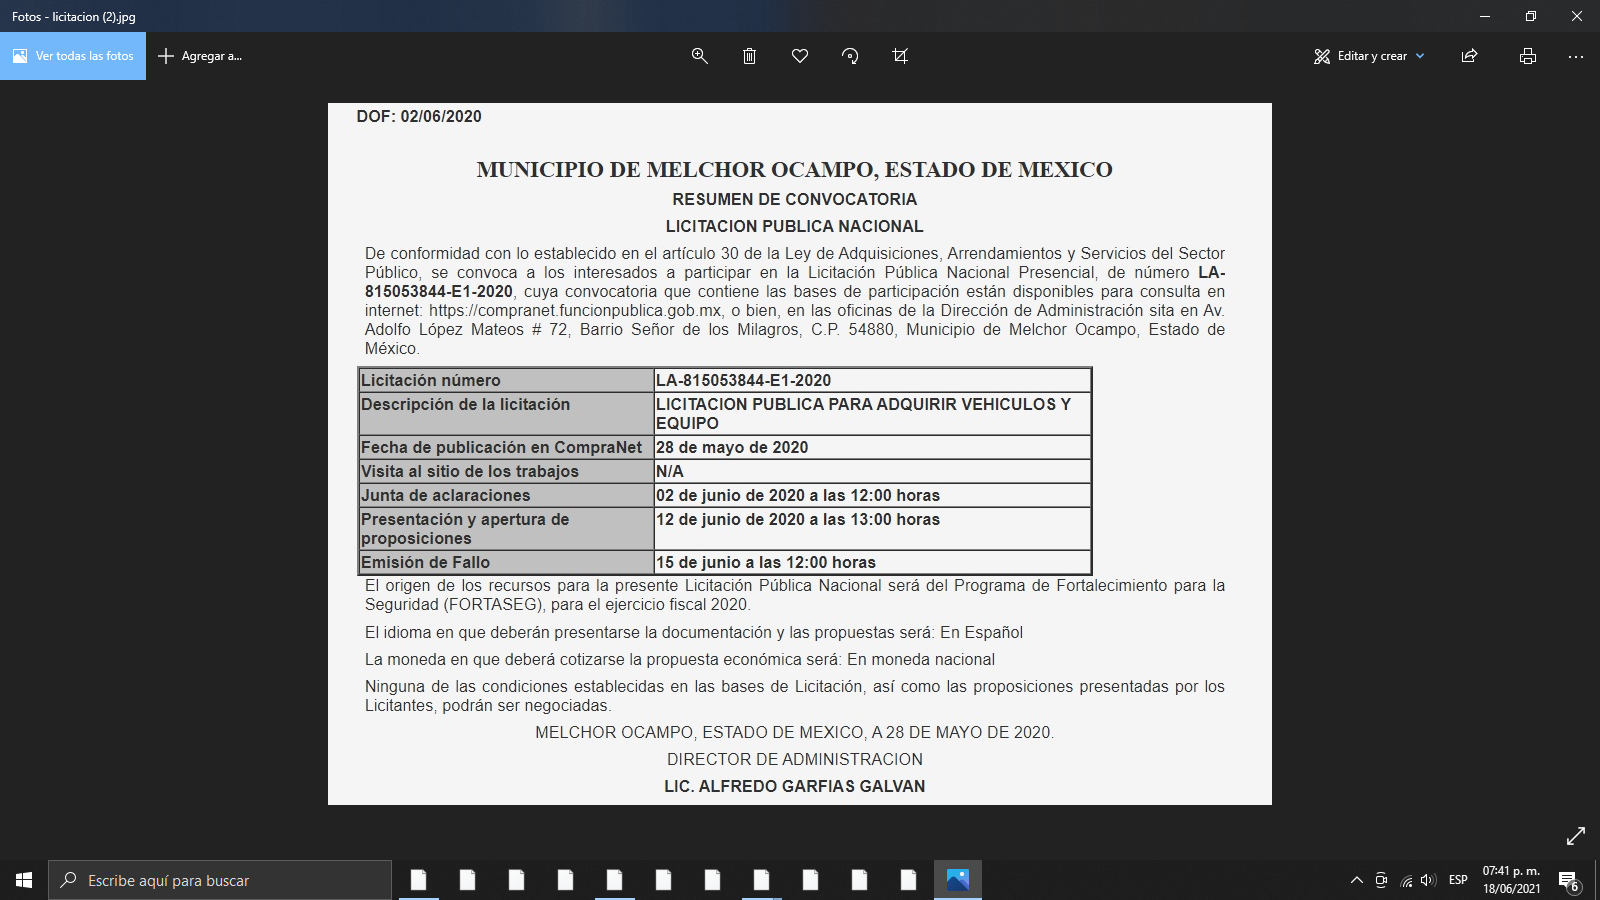 Fotos - licitacion (2).jpg
Ver todas las fotos
Agregar a...
Editar y crear
DOF: 02/06/2020
MUNICIPIO DE MELCHOR OCAMPO, ESTADO DE MEXICO
RESUMEN DE CONVOCATORIA
LICITACION PUBLICA NACIONAL
De conformidad con lo establecido en el artículo 30 de la Ley de Adquisiciones, Arrendamientos y Servicios del Sector
Público, se convoca a los interesados a participar en la Licitación Pública Nacional Presencial, de número LA-
815053844-E1-2020, cuya convocatoria que contiene las bases de participación están disponibles para consulta en
internet: https://compranet.funcionpublica.gob.mx, o bien, en las oficinas de la Dirección de Administración sita en Av.
Adolfo López Mateos # 72, Barrio Señor de los Milagros, C.P. 54880, Municipio de Melchor Ocampo, Estado de
México.
Licitación número LA-815053844-E1-2020
Descripción de la licitación LICITACION PUBLICA PARA ADQUIRIR VEHICULOS Y
EQUIPO
Fecha de publicación en CompraNet 28 de mayo de 2020
Visita al sitio de los trabajos N/A
Junta de aclaraciones 02 de junio de 2020 a las 12:00 horas
Presentación y apertura de 12 de junio de 2020 a las 13:00 horas
proposiciones
Emisión de Fallo 15 de junio a las 12:00 horas
El origen de los recursos para la presente Licitación Pública Nacional será del Programa de Fortalecimiento para la
Seguridad (FORTASEG), para el ejercicio fiscal 2020.
El idioma en que deberán presentarse la documentación y las propuestas será: En Español
La moneda en que deberá cotizarse la propuesta económica será: En moneda nacional
Ninguna de las condiciones establecidas en las bases de Licitación, así como las proposiciones presentadas por los
Licitantes, podrán ser negociadas.
MELCHOR OCAMPO, ESTADO DE MEXICO, A 28 DE MAYO DE 2020.
DIRECTOR DE ADMINISTRACION
LIC. ALFREDO GARFIAS GALVAN
Escribe aquí para buscar
ESP
07:41 p. m.
18/06/2021
6